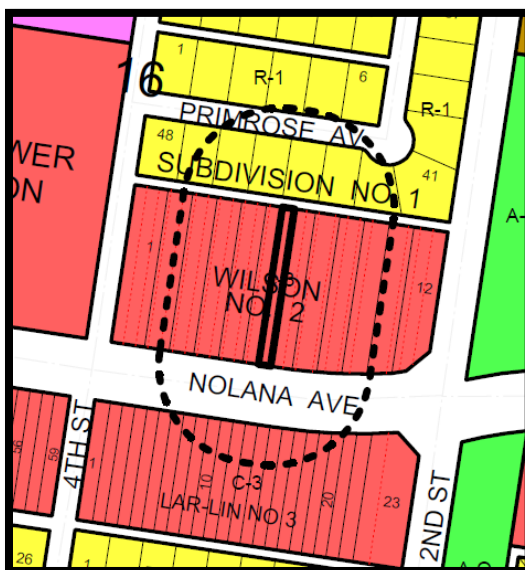 1
R-1
6
16
PRIMROSE AV
R-1
48
SUBDIVISION NO. 1
41
WER
ON
A-
1
WILSON
NO. 2
12
NOLANA AVE
4TH ST
56
59
1
10
C-3
LAR-LIN NO 3
20
23
2ND ST
26
1